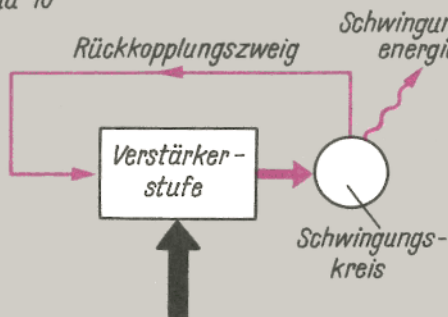 Schwingun
energi
Rückkopplungszweig
Verstärker-
stufe
Schwingungs-
kreis